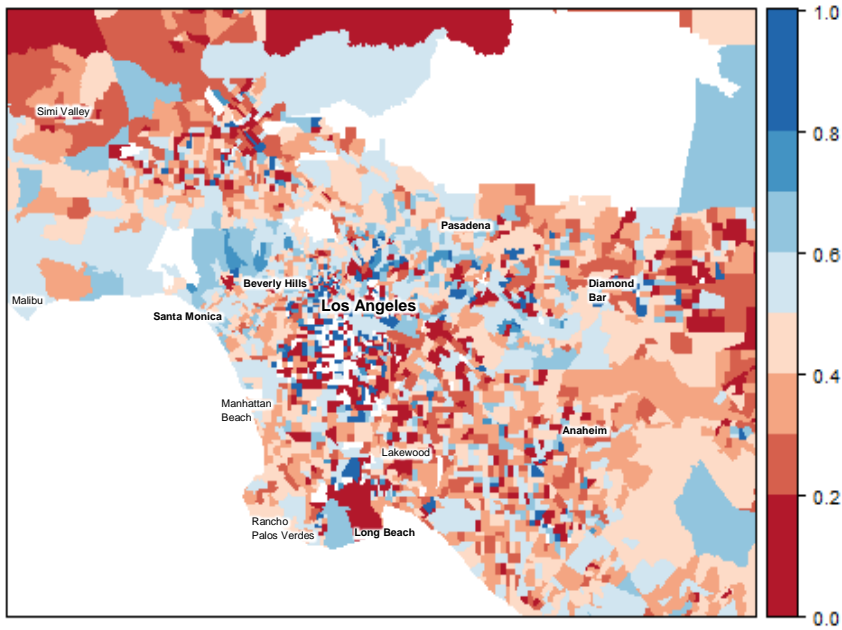 1.0
Simi Valley
0.8
Pasadena
0.6
Beverly Hills
Diamond
Bar
Malibu
Los Angeles
Santa Monica
0.4
Manhattan
Beach
Anaheim
Lakewood
0.2
Rancho
Palos Verdes
Long Beach
0.0